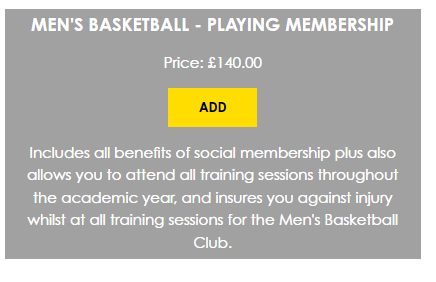 MEN'S BASKETBALL - PLAYING MEMBERSHIP
Price: £140.00
ADD
Includes all benefits of social membership plus also
allows you to attend all training sessions throughout
the academic year, and insures you against injury
whilst at all training sessions for the Men's Basketball
Club.